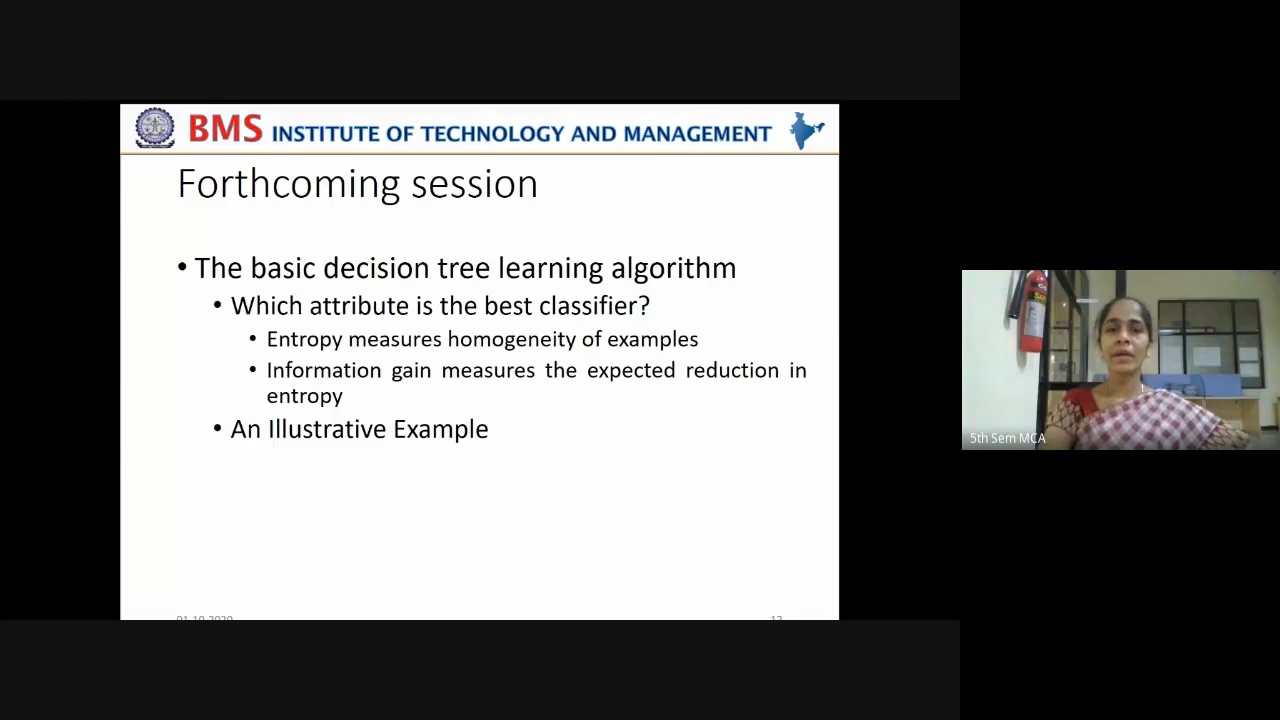 BMS INSTITUTE OF TECHNOLOGY AND MANAGEMENT
Forthcoming session
• The basic decision tree learning algorithm
• Which attribute is the best classifier?
• Entropy measures homogeneity of examples
• Information gain measures the expected reduction in
entropy
• An Illustrative Example
5th Sem MCA